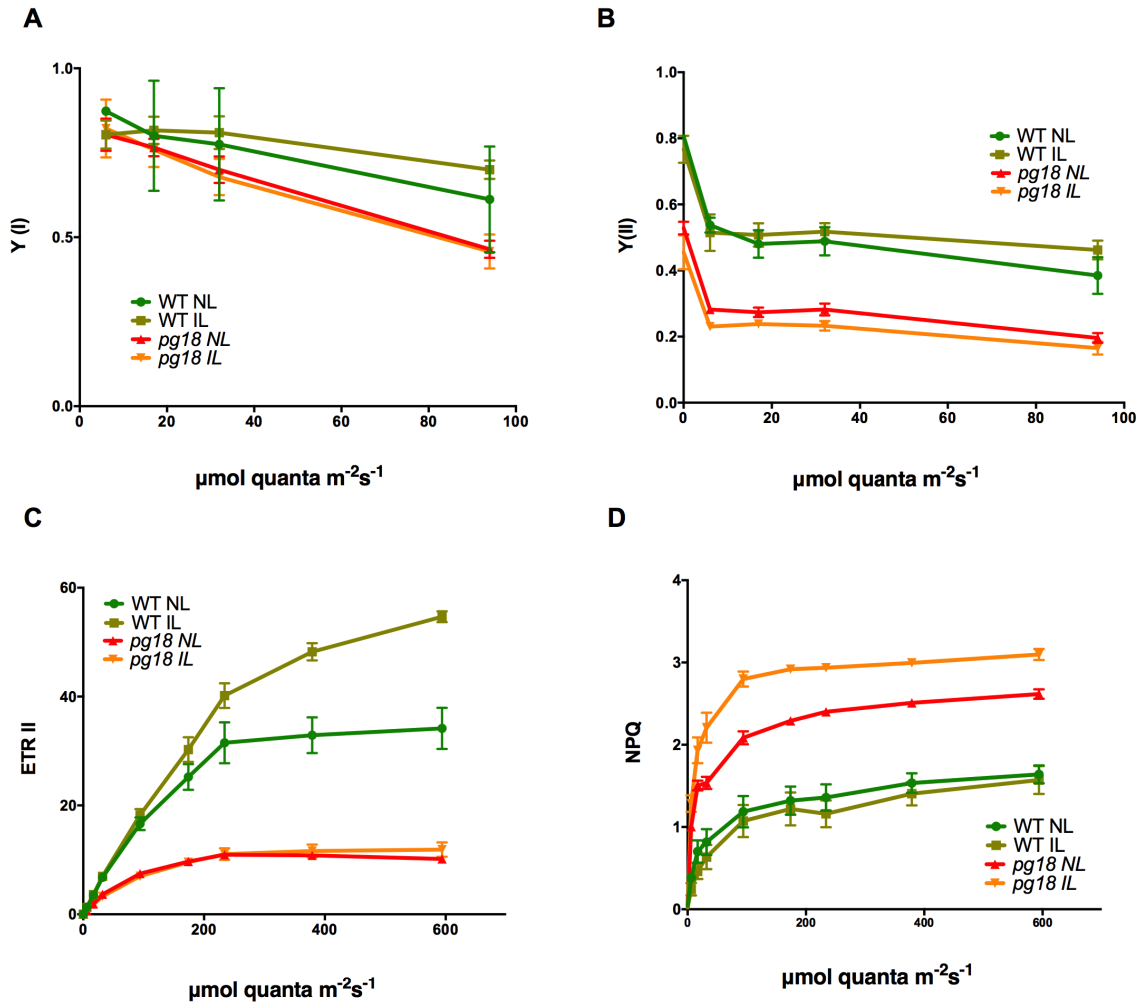 A
1.0
0.5
0.0
Y (I)
0
20
40
60
80
100
WT NL
WT IL
pg18 NL
pg18 IL
µmol quanta m⁻²s⁻¹
B
1.0
0.8
0.6
0.4
0.2
0.0
Y(II)
0
20
40
60
80
100
WT NL
WT IL
pg18 NL
pg18 IL
µmol quanta m⁻²s⁻¹
C
60
40
20
0
ETR II
0
200
400
600
WT NL
WT IL
pg18 NL
pg18 IL
µmol quanta m⁻²s⁻¹
D
4
3
2
1
0
NPQ
0
200
400
600
WT NL
WT IL
pg18 NL
pg18 IL
µmol quanta m⁻²s⁻¹